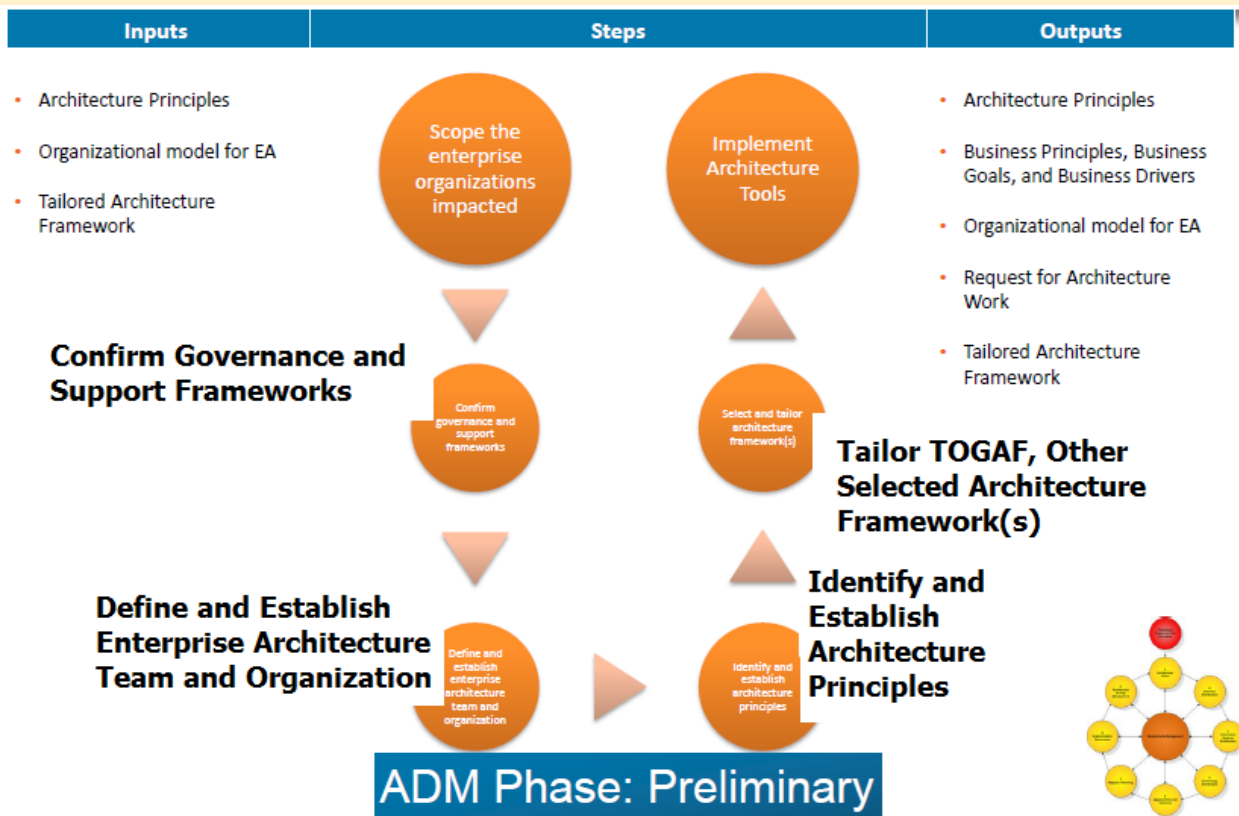 Inputs
Steps
Outputs
• Architecture Principles
• Organizational model for EA
• Tailored Architecture
Framework
Scope the
enterprise
organizations
impacted
Confirm Governance and
Support Frameworks
Confirm
governance and
support
frameworks
Define and Establish
Enterprise Architecture
Team and Organization
Define and
establish
enterprise
architecture
team and
organization
Identify and
establish
architecture
principles
Identify and
Establish
Architecture
Principles
Select and tailor
architecture
framework(s)
Tailor TOGAF, Other
Selected Architecture
Framework(s)
Implement
Architecture
Tools
• Architecture Principles
• Business Principles, Business
Goals, and Business Drivers
• Organizational model for EA
• Request for Architecture
Work
• Tailored Architecture
Framework
ADM Phase: Preliminary